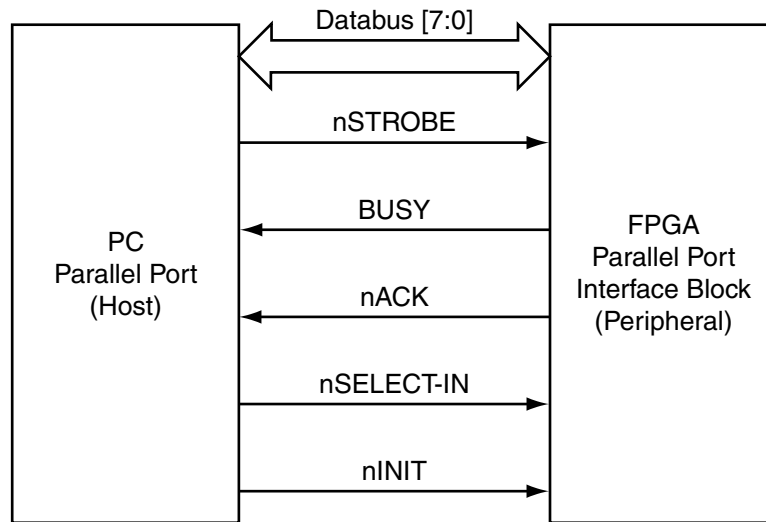 Databus [7:0]
nSTROBE
BUSY
PC
Parallel Port
(Host)
FPGA
Parallel Port
Interface Block
(Peripheral)
nACK
nSELECT-IN
nINIT